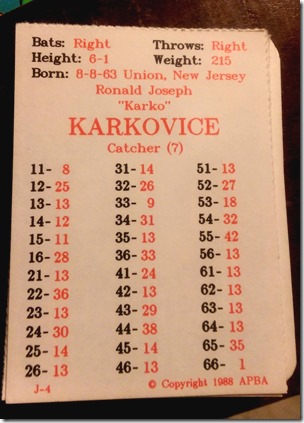 Bats: Right Throws: Right
Height: 6-1 Weight: 215
Born: 8-8-63 Union, New Jersey
Ronald Joseph
"Karko"
KARKOVICE
Catcher (7)
11- 8 31- 14 51- 13
12- 25 32- 26 52- 27
13- 13 33- 9 53- 18
14- 12 34- 31 54- 32
15- 11 35- 13 55- 42
16- 28 36- 33 56- 13
21- 13 41- 24 61- 13
22- 36 42- 13 62- 13
23- 13 43- 29 63- 13
24- 30 44- 38 64- 13
25- 14 45- 14 65- 35
26- 13 46- 13 66- 1
J-4 © Copyright 1988 APBA